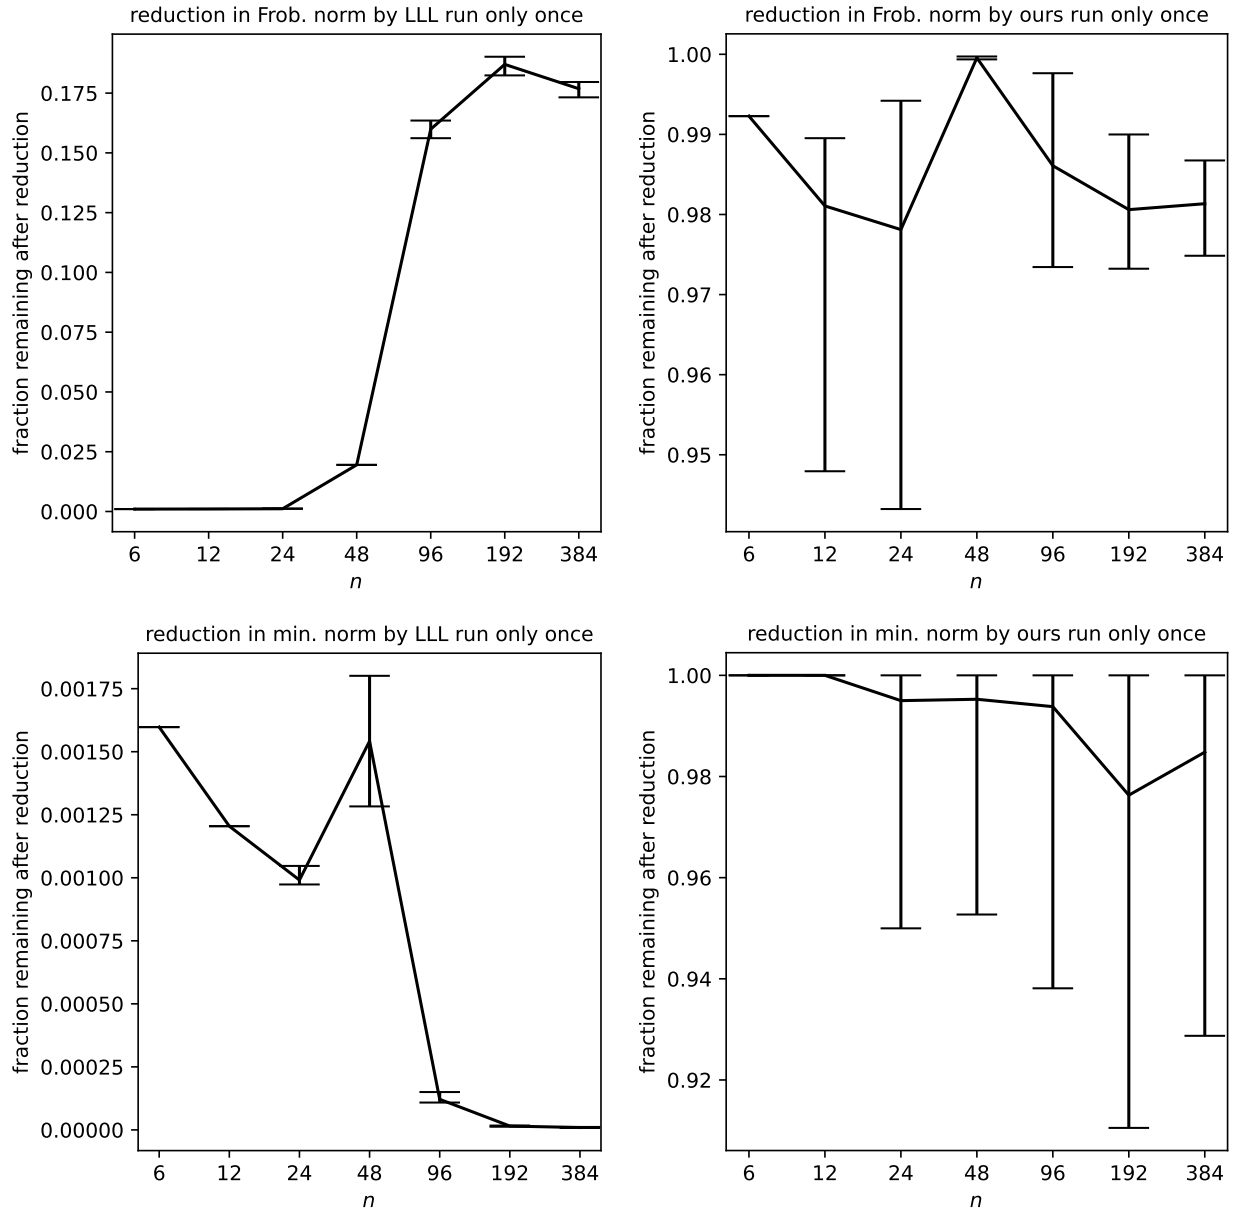 reduction in Frob. norm by LLL run only once
fraction remaining after reduction
0.175
0.150
0.125
0.100
0.075
0.050
0.025
0.000
6 12 24 48 96 192 384
n
reduction in Frob. norm by ours run only once
fraction remaining after reduction
1.00
0.99
0.98
0.97
0.96
0.95
6 12 24 48 96 192 384
n
reduction in min. norm by LLL run only once
fraction remaining after reduction
0.00175
0.00150
0.00125
0.00100
0.00075
0.00050
0.00025
0.00000
6 12 24 48 96 192 384
n
reduction in min. norm by ours run only once
fraction remaining after reduction
1.00
0.98
0.96
0.94
0.92
6 12 24 48 96 192 384
n